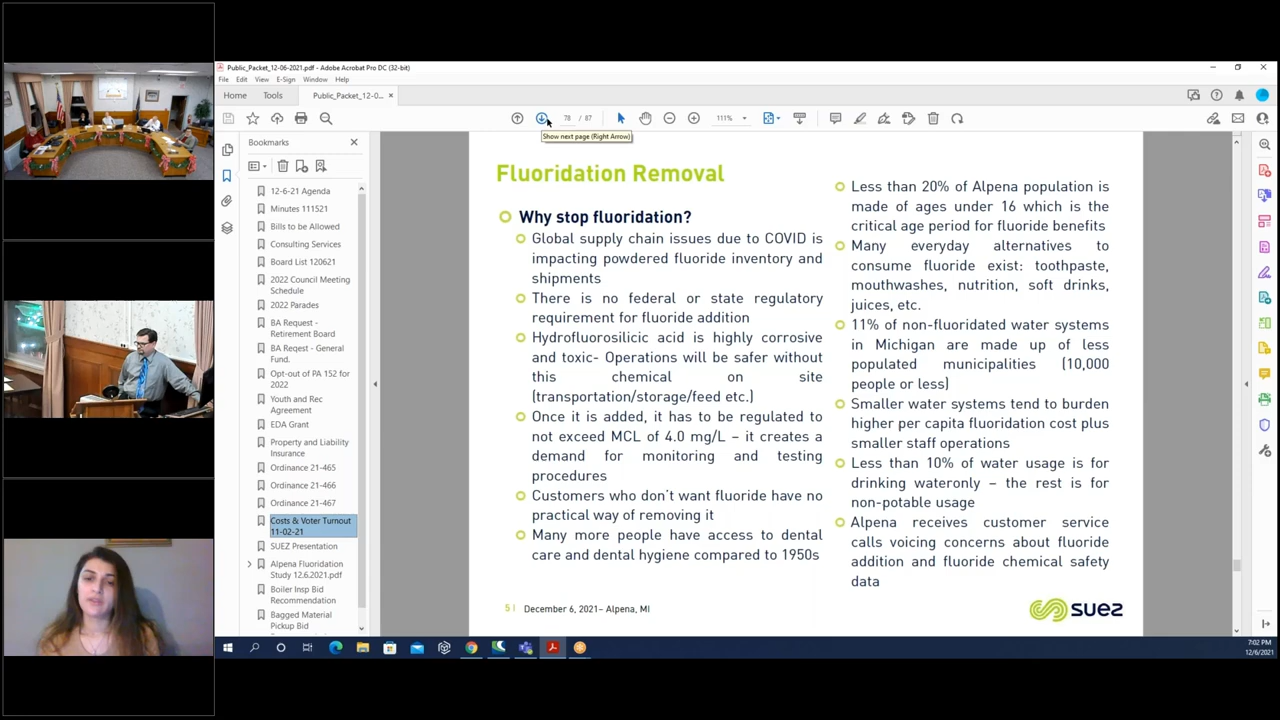 Public_Packet_12-06-2021.pdf - Adobe Acrobat Pro DC (32-bit)
File Edit View E-Sign Window Help
Home Tools Public_Packet_12-0... ×
78 / 87 111%
Show next page (Right Arrow)
Bookmarks
12-6-21 Agenda
Minutes 111521
Bills to be Allowed
Consulting Services
Board List 120621
2022 Council Meeting
Schedule
2022 Parades
BA Request -
Retirement Board
BA Reqest - General
Fund.
Opt-out of PA 152 for
2022
Youth and Rec
Agreement
EDA Grant
Property and Liability
Insurance
Ordinance 21-465
Ordinance 21-466
Ordinance 21-467
Costs & Voter Turnout
11-02-21
SUEZ Presentation
Alpena Fluoridation
Study 12.6.2021.pdf
Boiler Insp Bid
Recommendation
Bagged Material
Pickup Bid
Fluoridation Removal
Why stop fluoridation?
Global supply chain issues due to COVID is
impacting powdered fluoride inventory and
shipments
There is no federal or state regulatory
requirement for fluoride addition
Hydrofluorosilicic acid is highly corrosive
and toxic- Operations will be safer without
this chemical on site
(transportation/storage/feed etc.)
Once it is added, it has to be regulated to
not exceed MCL of 4.0 mg/L – it creates a
demand for monitoring and testing
procedures
Customers who don't want fluoride have no
practical way of removing it
Many more people have access to dental
care and dental hygiene compared to 1950s
Less than 20% of Alpena population is
made of ages under 16 which is the
critical age period for fluoride benefits
Many everyday alternatives to
consume fluoride exist: toothpaste,
mouthwashes, nutrition, soft drinks,
juices, etc.
11% of non-fluoridated water systems
in Michigan are made up of less
populated municipalities (10,000
people or less)
Smaller water systems tend to burden
higher per capita fluoridation cost plus
smaller staff operations
Less than 10% of water usage is for
drinking wateronly – the rest is for
non-potable usage
Alpena receives customer service
calls voicing concerns about fluoride
addition and fluoride chemical safety
data
5 | December 6, 2021– Alpena, MI
suez
7:02 PM
12/6/2021